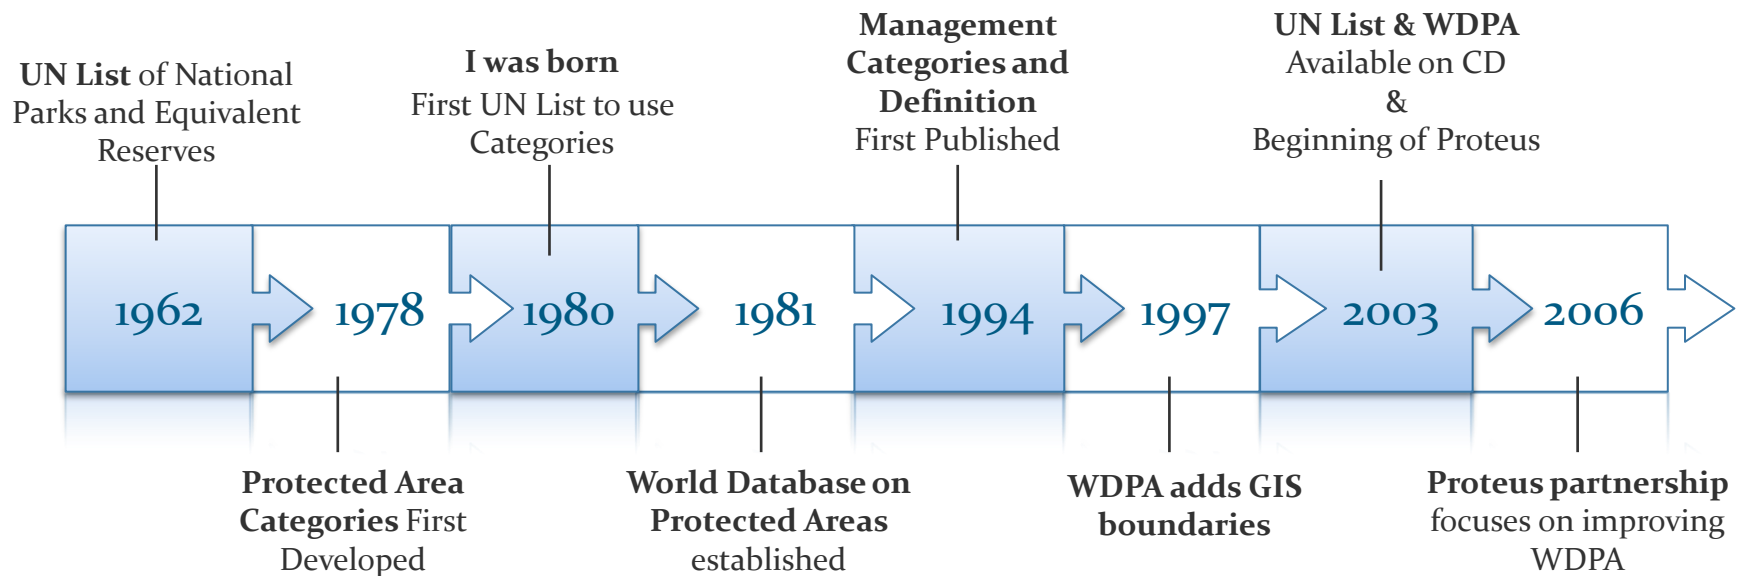 UN List of National
Parks and Equivalent
Reserves
I was born
First UN List to use
Categories
Management
Categories and
Definition
First Published
UN List & WDPA
Available on CD
&
Beginning of Proteus
1962
1978
1980
1981
1994
1997
2003
2006
Protected Area
Categories First
Developed
World Database on
Protected Areas
established
WDPA adds GIS
boundaries
Proteus partnership
focuses on improving
WDPA